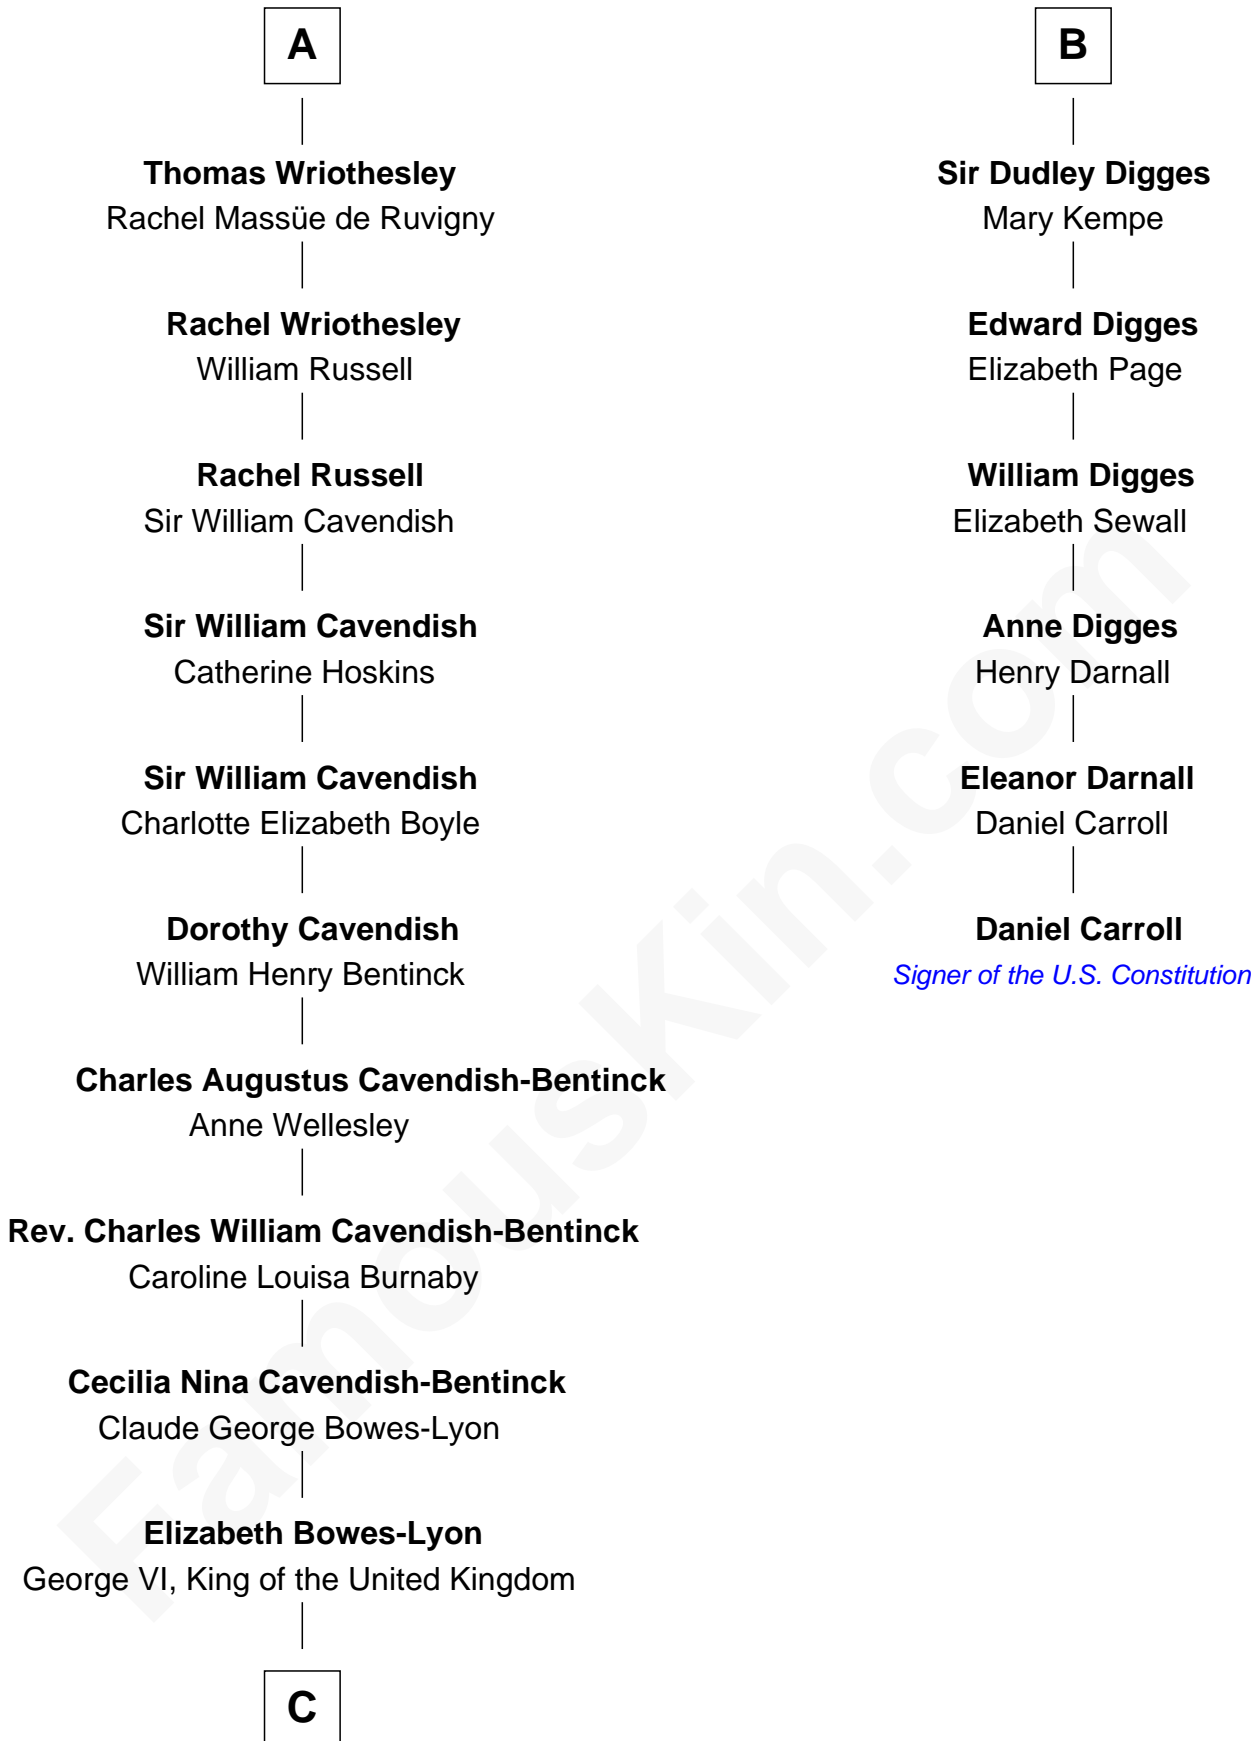 A
Thomas Wriothesley
Rachel Massüe de Ruvigny
Rachel Wriothesley
William Russell
Rachel Russell
Sir William Cavendish
Sir William Cavendish
Catherine Hoskins
Sir William Cavendish
Charlotte Elizabeth Boyle
Dorothy Cavendish
William Henry Bentinck
Charles Augustus Cavendish-Bentinck
Anne Wellesley
Rev. Charles William Cavendish-Bentinck
Caroline Louisa Burnaby
Cecilia Nina Cavendish-Bentinck
Claude George Bowes-Lyon
Elizabeth Bowes-Lyon
George VI, King of the United Kingdom
C
B
Sir Dudley Digges
Mary Kempe
Edward Digges
Elizabeth Page
William Digges
Elizabeth Sewall
Anne Digges
Henry Darnall
Eleanor Darnall
Daniel Carroll
Daniel Carroll
Signer of the U.S. Constitution
FamousKin.com